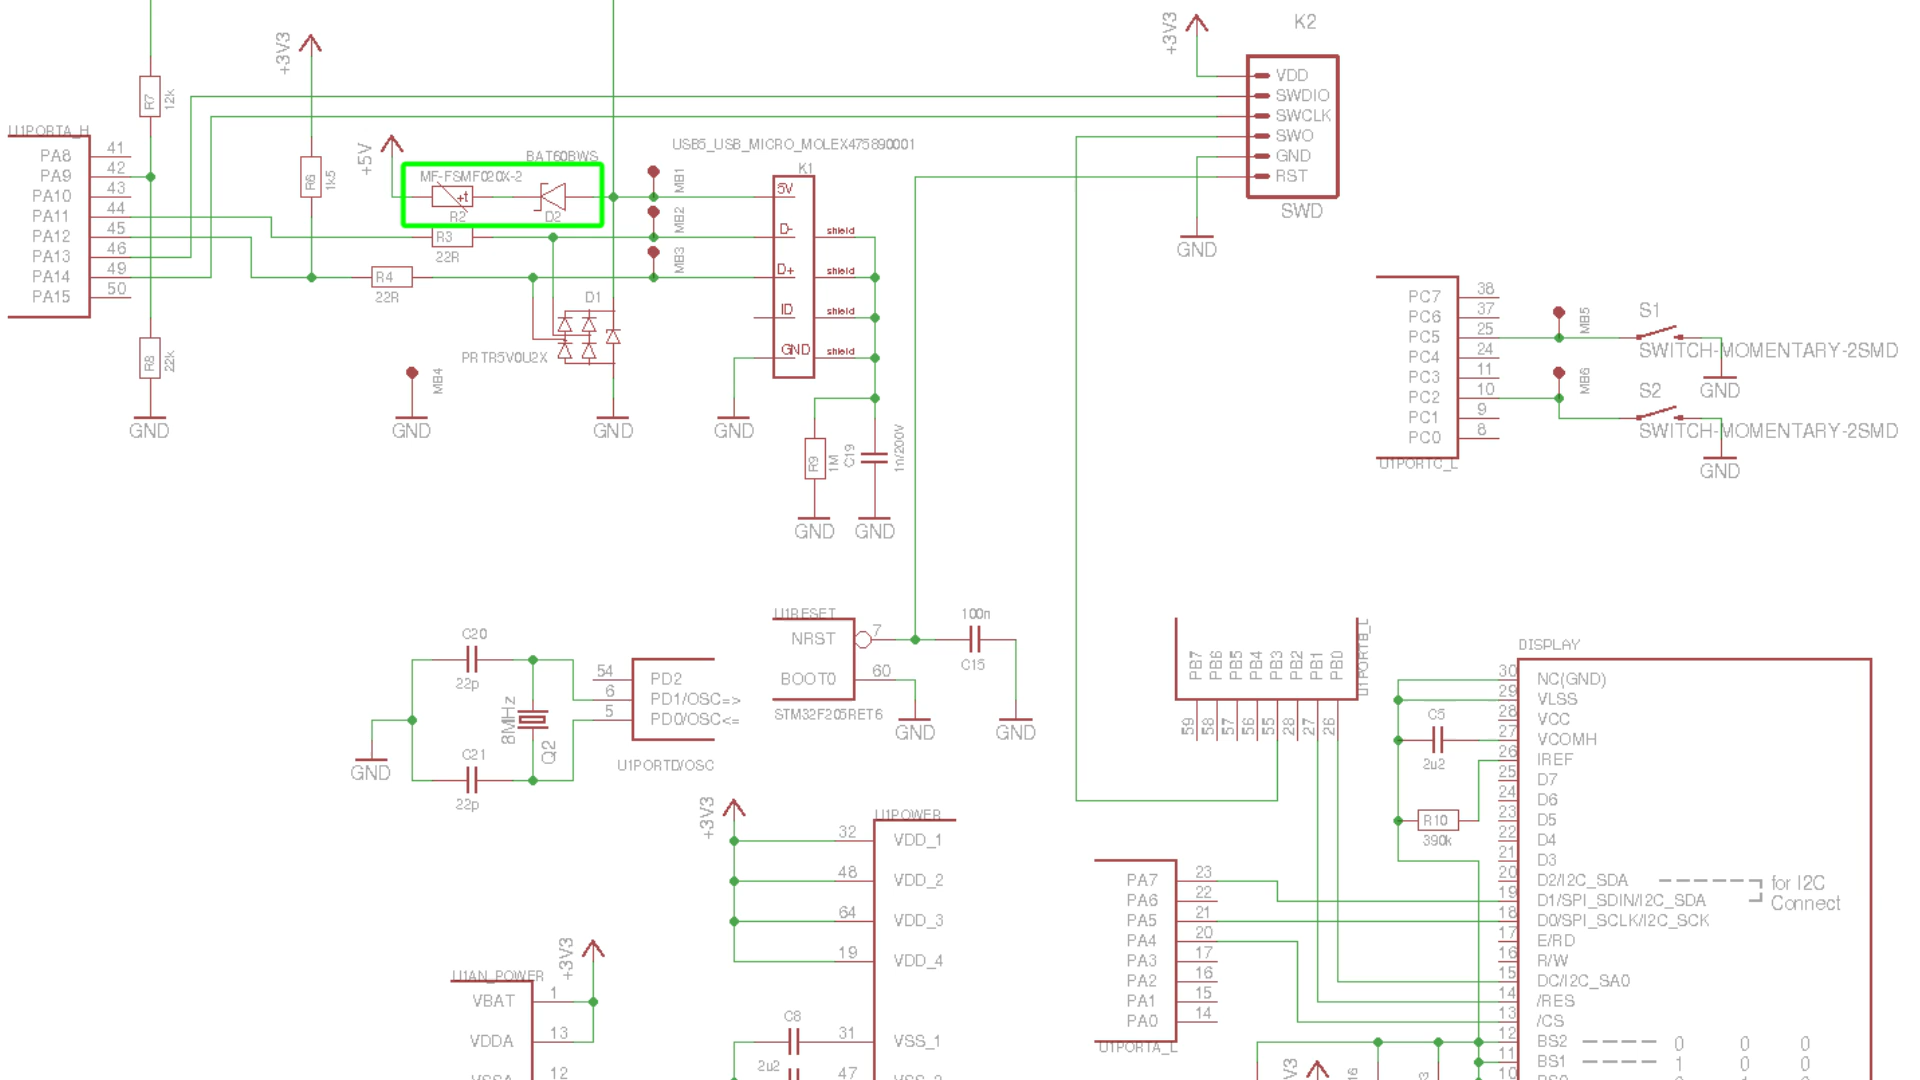 +3V3
R7
12k
R6
1k5
U1PORTA_H
PA8 41
PA9 42
PA10 43
PA11 44
PA12 45
PA13 46
PA14 49
PA15 50
R8
22k
GND
+5V
BAT60BWS
MF-FSMF020X-2
+t
R2
D2
R3
22R
R4
22R
D1
PRTR5V0U2X
MB4
GND
GND
USB5_USB_MICRO_MOLEX475890001
MB1
MB2
MB3
K1
5V
D-
D+
ID
GND
shield
shield
shield
shield
GND
R9
1M
C19
1n/200V
GND
GND
+3V3
K2
VDD
SWDIO
SWCLK
SWO
GND
RST
SWD
GND
PC7 38
PC6 37
PC5 25
PC4 24
PC3 11
PC2 10
PC1 9
PC0 8
U1PORTC_L
MB5
S1
SWITCH-MOMENTARY-2SMD
GND
MB6
S2
SWITCH-MOMENTARY-2SMD
GND
C20
22p
8MHz
Q2
C21
22p
GND
54 PD2
6 PD1/OSC=>
5 PD0/OSC<=
U1PORTD/OSC
U1RESET
NRST 7
BOOT0 60
STM32F205RET6
100n
C15
GND
GND
U1PORTB_L
PB7
PB6
PB5
PB4
PB3
PB2
PB1
PB0
59
58
57
56
55
28
27
26
DISPLAY
30 NC(GND)
29 VLSS
28 VCC
27 VCOMH
26 IREF
25 D7
24 D6
23 D5
22 D4
21 D3
20 D2/I2C_SDA
19 D1/SPI_SDIN/I2C_SDA
18 D0/SPI_SCLK/I2C_SCK
17 E/RD
16 R/W
15 DC/I2C_SA0
14 /RES
13 /CS
12 BS2 0 0 0
11 BS1 1 0 0
10
for I2C
Connect
C5
2u2
R10
390k
+3V3
U1POWER
32 VDD_1
48 VDD_2
64 VDD_3
19 VDD_4
C8
2u2
31 VSS_1
47
U1AN_POWER
+3V3
VBAT 1
VDDA 13
VSSA 12
PA7 23
PA6 22
PA5 21
PA4 20
PA3 17
PA2 16
PA1 15
PA0 14
U1PORTA_L